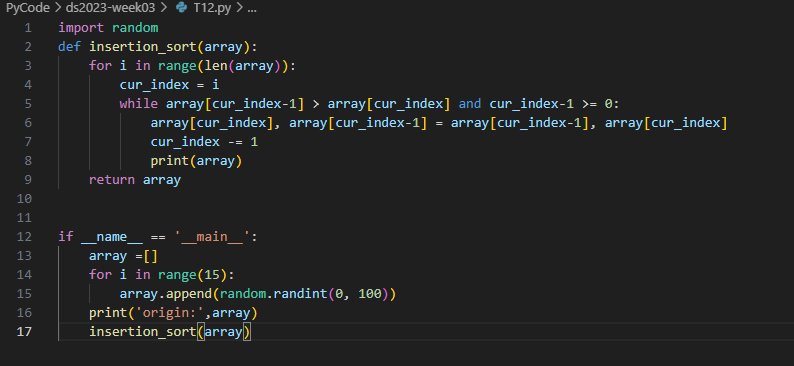 PyCode > ds2023-week03 > T12.py > ...
1 import random
2 def insertion_sort(array):
3     for i in range(len(array)):
4         cur_index = i
5         while array[cur_index-1] > array[cur_index] and cur_index-1 >= 0:
6             array[cur_index], array[cur_index-1] = array[cur_index-1], array[cur_index]
7             cur_index -= 1
8             print(array)
9     return array
10
11
12 if __name__ == '__main__':
13     array =[]
14     for i in range(15):
15         array.append(random.randint(0, 100))
16     print('origin:',array)
17     insertion_sort(array)